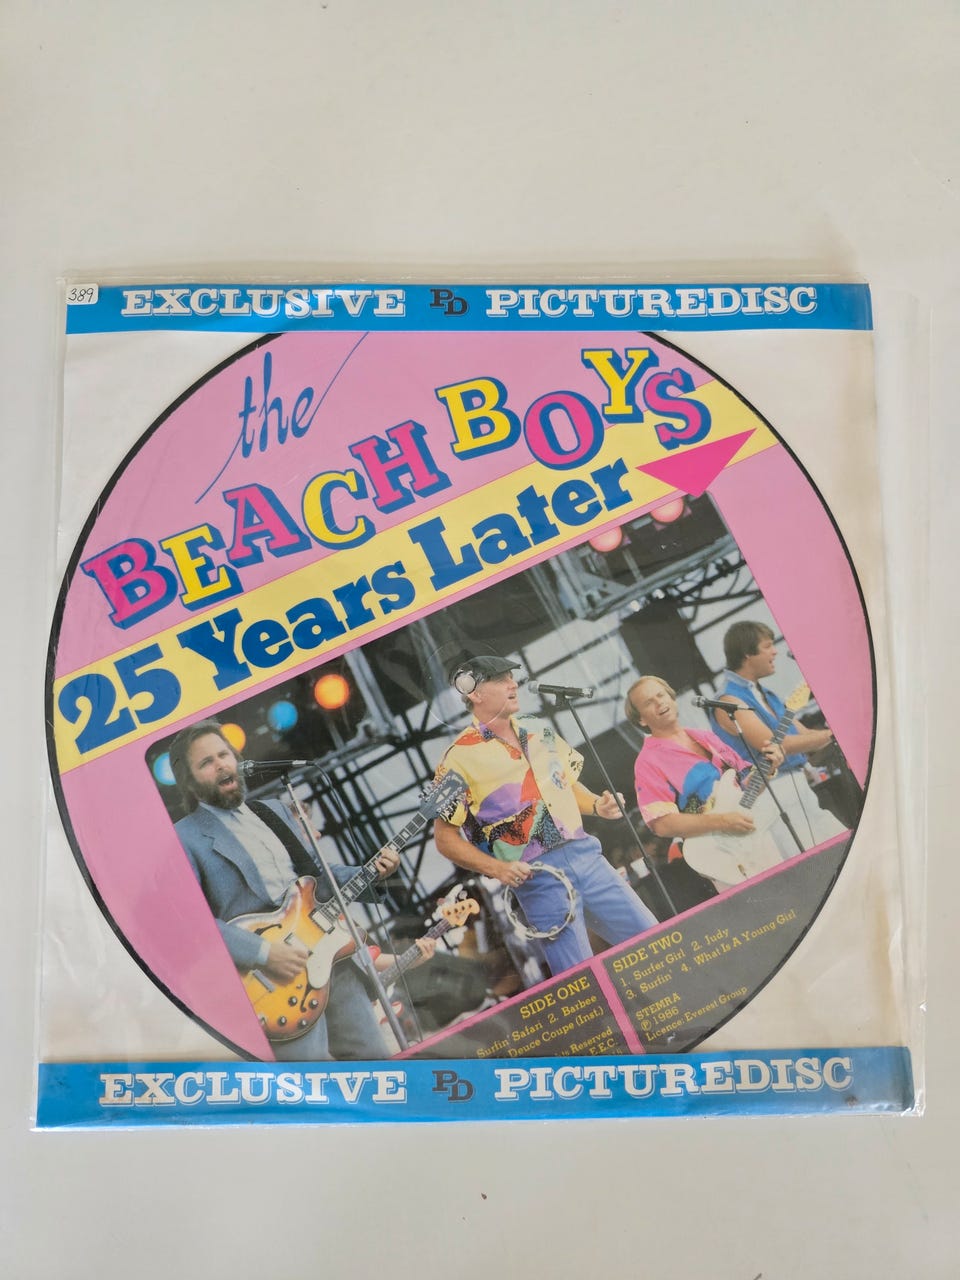 389
EXCLUSIVE PD PICTUREDISC
the
BEACH BOYS
25 Years Later
SIDE ONE
Surfin' Safari 2. Barbee
Deuce Coupe (Inst.)
Reserved
E.E.C.
SIDE TWO
1. Surfer Girl 2. Judy
3. Surfin' 4. What Is A Young Girl
STEMRA
℗ 1986
Licence: Everest Group
EXCLUSIVE PD PICTUREDISC